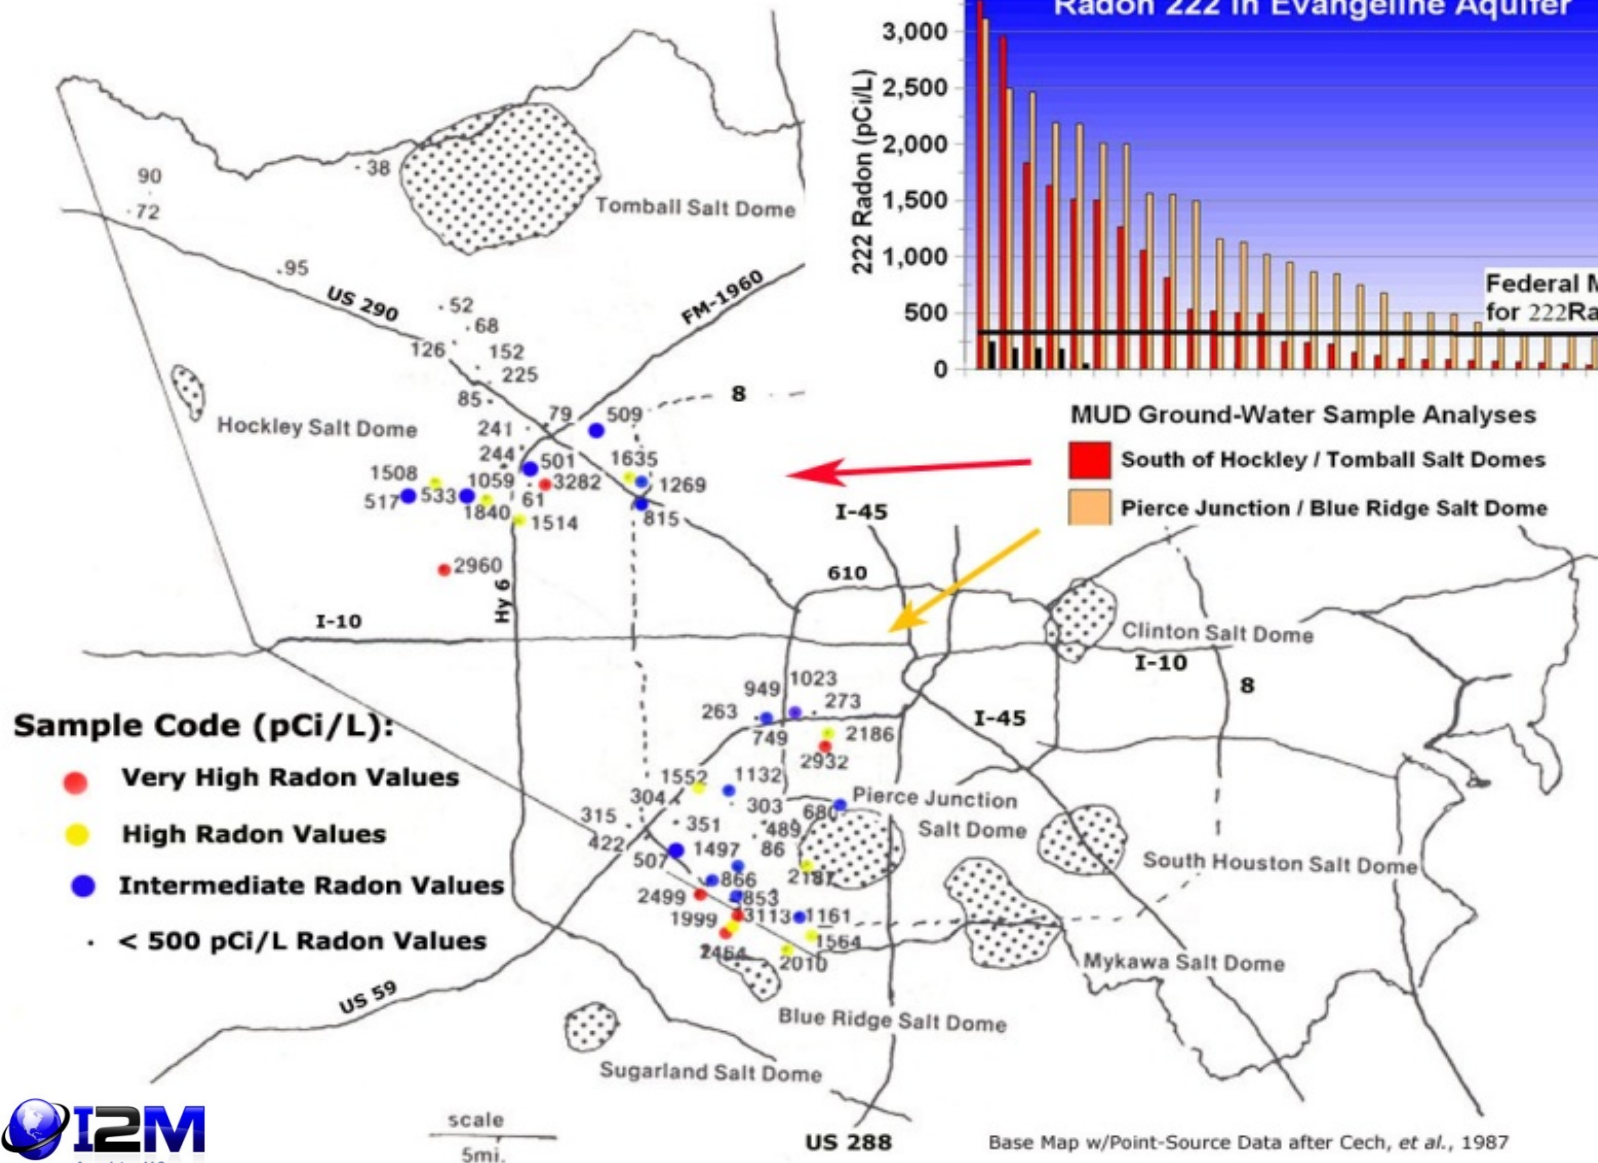 Radon 222 in Evangeline Aquifer
222 Radon (pCi/L)
3,000
2,500
2,000
1,500
1,000
500
0
Federal
for 222
MUD Ground-Water Sample Analyses
South of Hockley / Tomball Salt Domes
Pierce Junction / Blue Ridge Salt Dome
38
90
72
Tomball Salt Dome
95
US 290
FM-1960
52
68
126
152
225
85
8
Hockley Salt Dome
79
509
241
244
501
1635
1508
1059
3282
1269
517
533
61
1840
1514
815
2960
I-45
610
Hy 6
I-10
Clinton Salt Dome
I-10
8
1023
949
273
263
I-45
749
2186
2932
Sample Code (pCi/L):
Very High Radon Values
High Radon Values
Intermediate Radon Values
< 500 pCi/L Radon Values
1552
1132
304
303
680
Pierce Junction
Salt Dome
315
351
489
422
1497
86
507
South Houston Salt Dome
866
2499
853
1999
3113
1161
1564
2010
Mykawa Salt Dome
US 59
Blue Ridge Salt Dome
Sugarland Salt Dome
I2M
scale
5mi.
US 288
Base Map w/Point-Source Data after Cech, et al., 1987